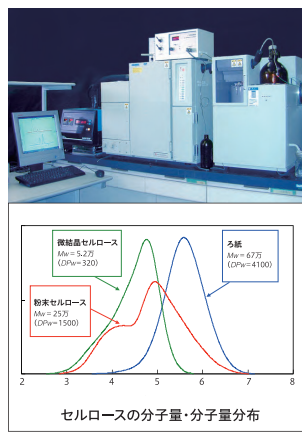 微結晶セルロース
Mw=5.2万
(DPw=320)
ろ紙
Mw=67万
(DPw=4100)
粉末セルロース
Mw=25万
(DPw=1500)
2 3 4 5 6 7 8
セルロースの分子量・分子量分布